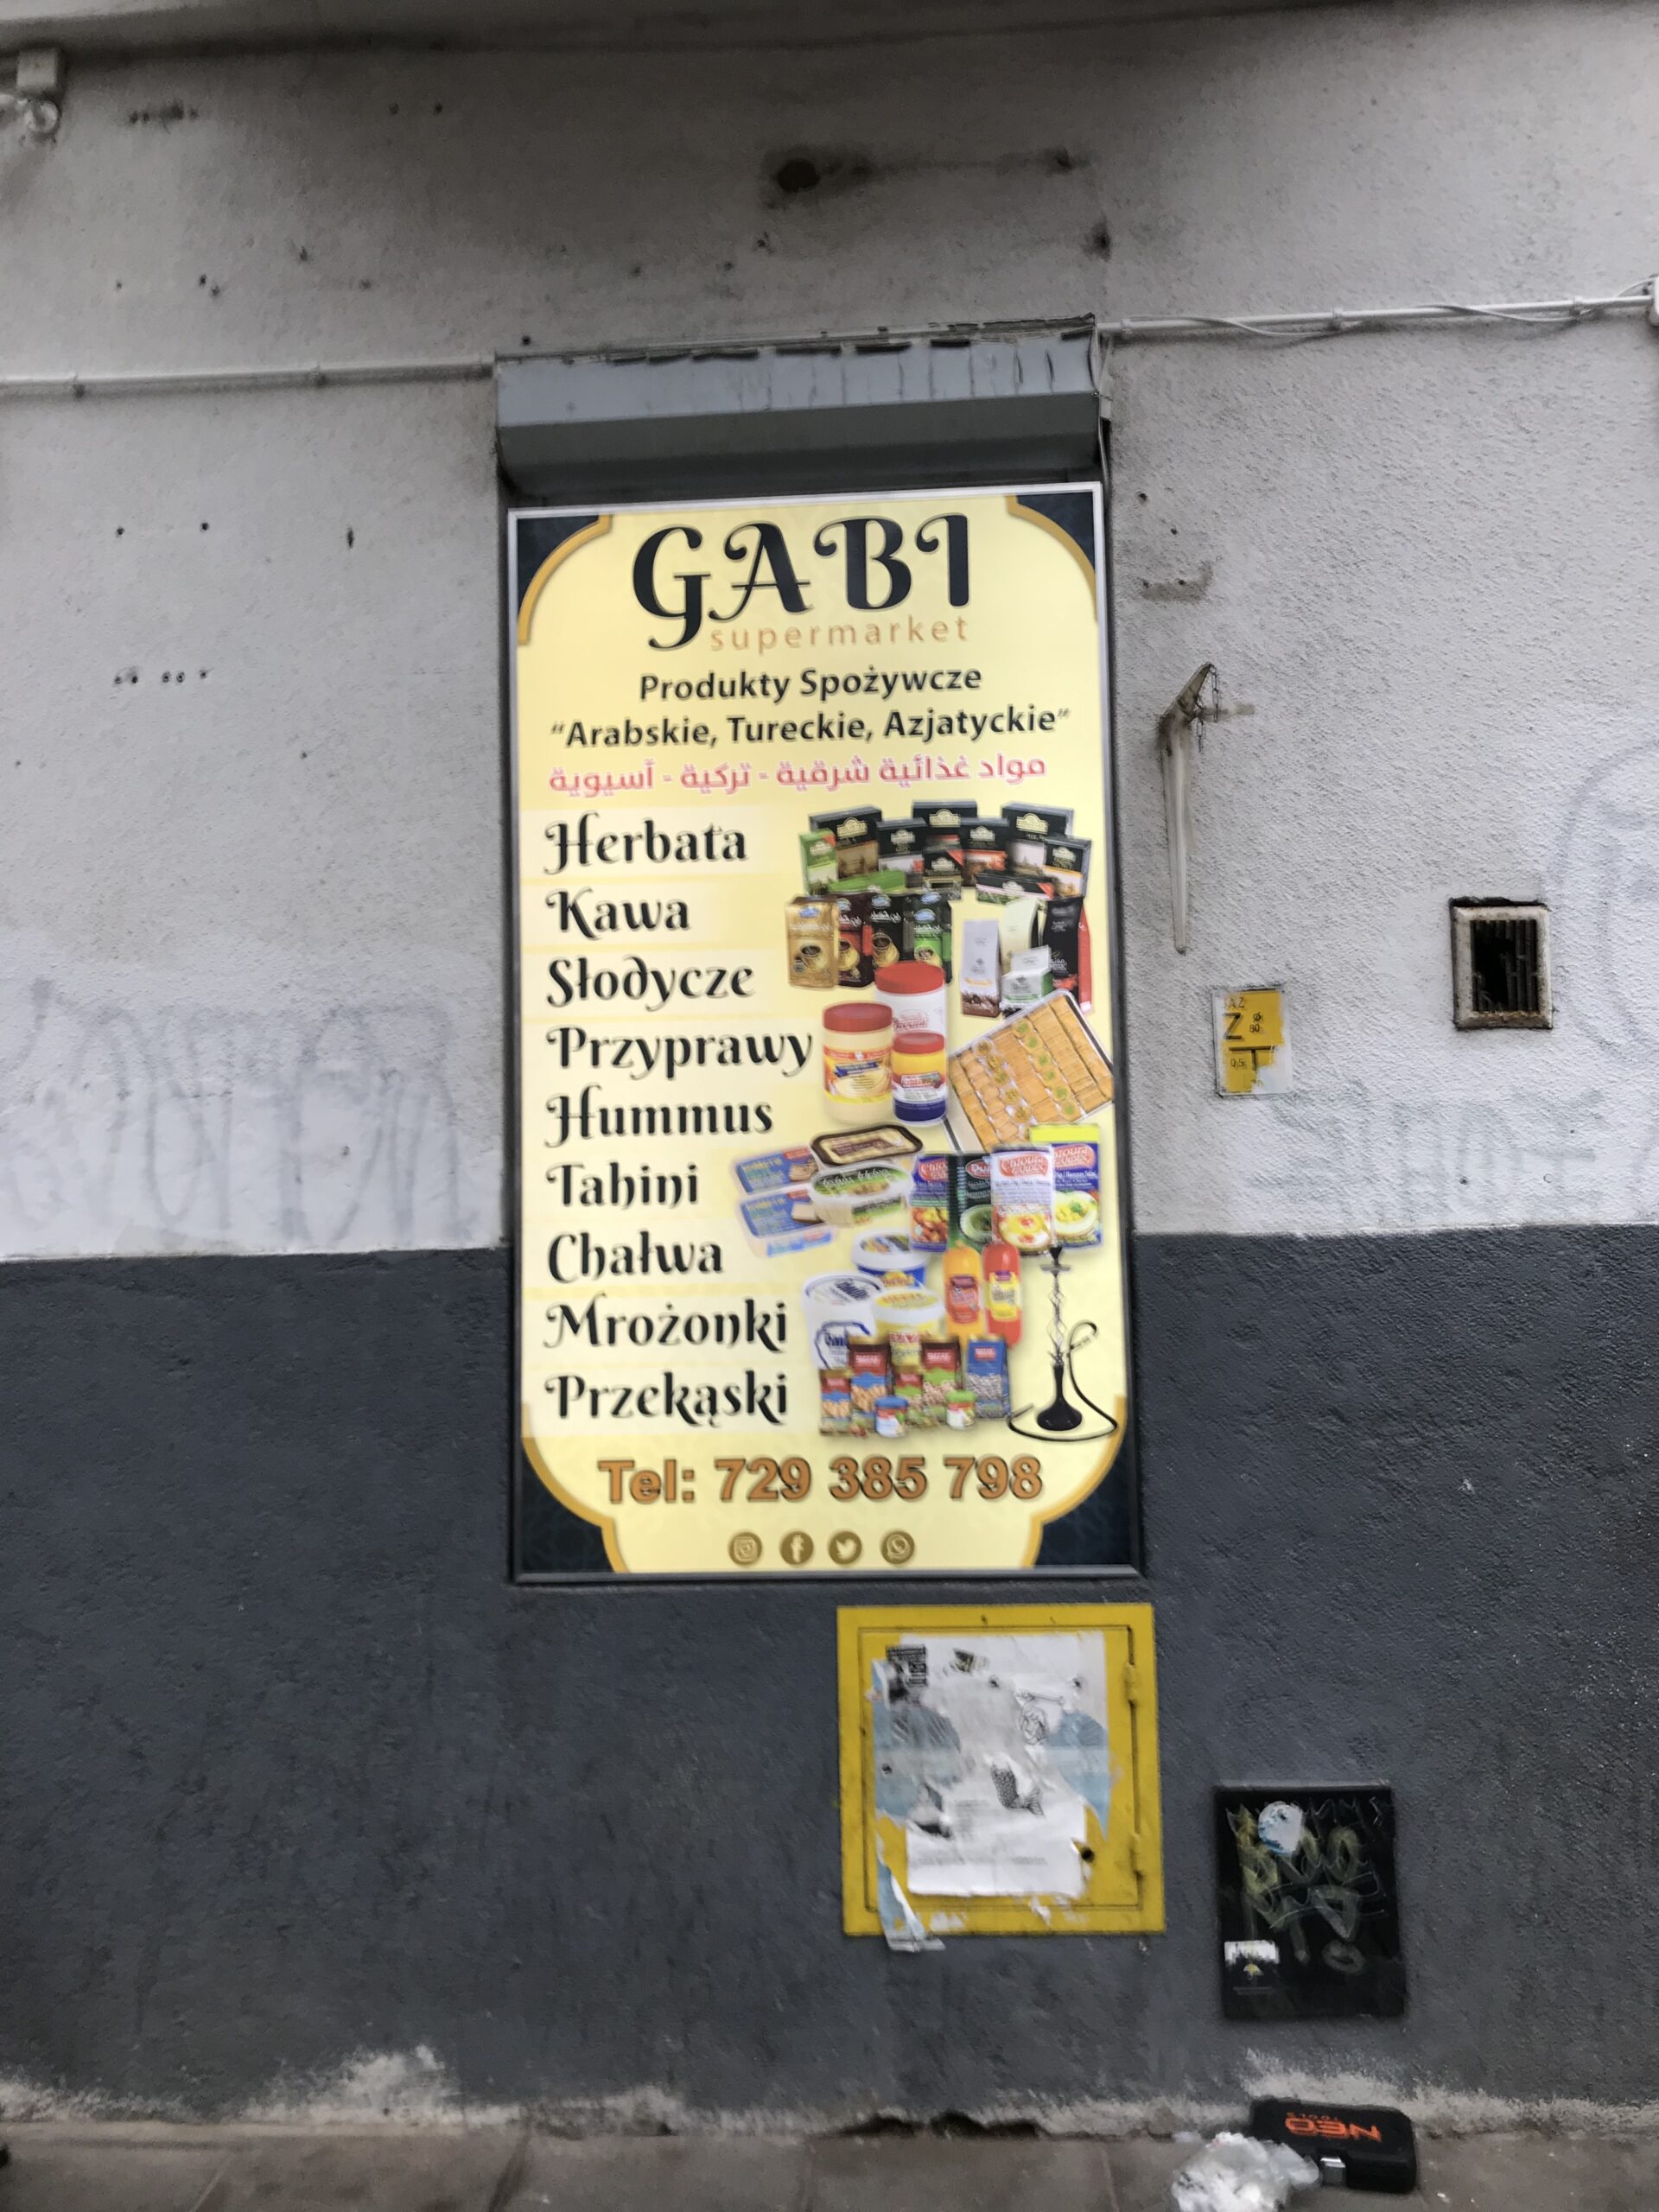 GABI
supermarket
Produkty Spożywcze
“Arabskie, Tureckie, Azjatyckie”
مواد غذائية شرقية - تركية - آسيوية
Herbata
Kawa
Słodycze
Przyprawy
Hummus
Tahini
Chałwa
Mrożonki
Przekąski
Tel: 729 385 798
NEO
TOOLS